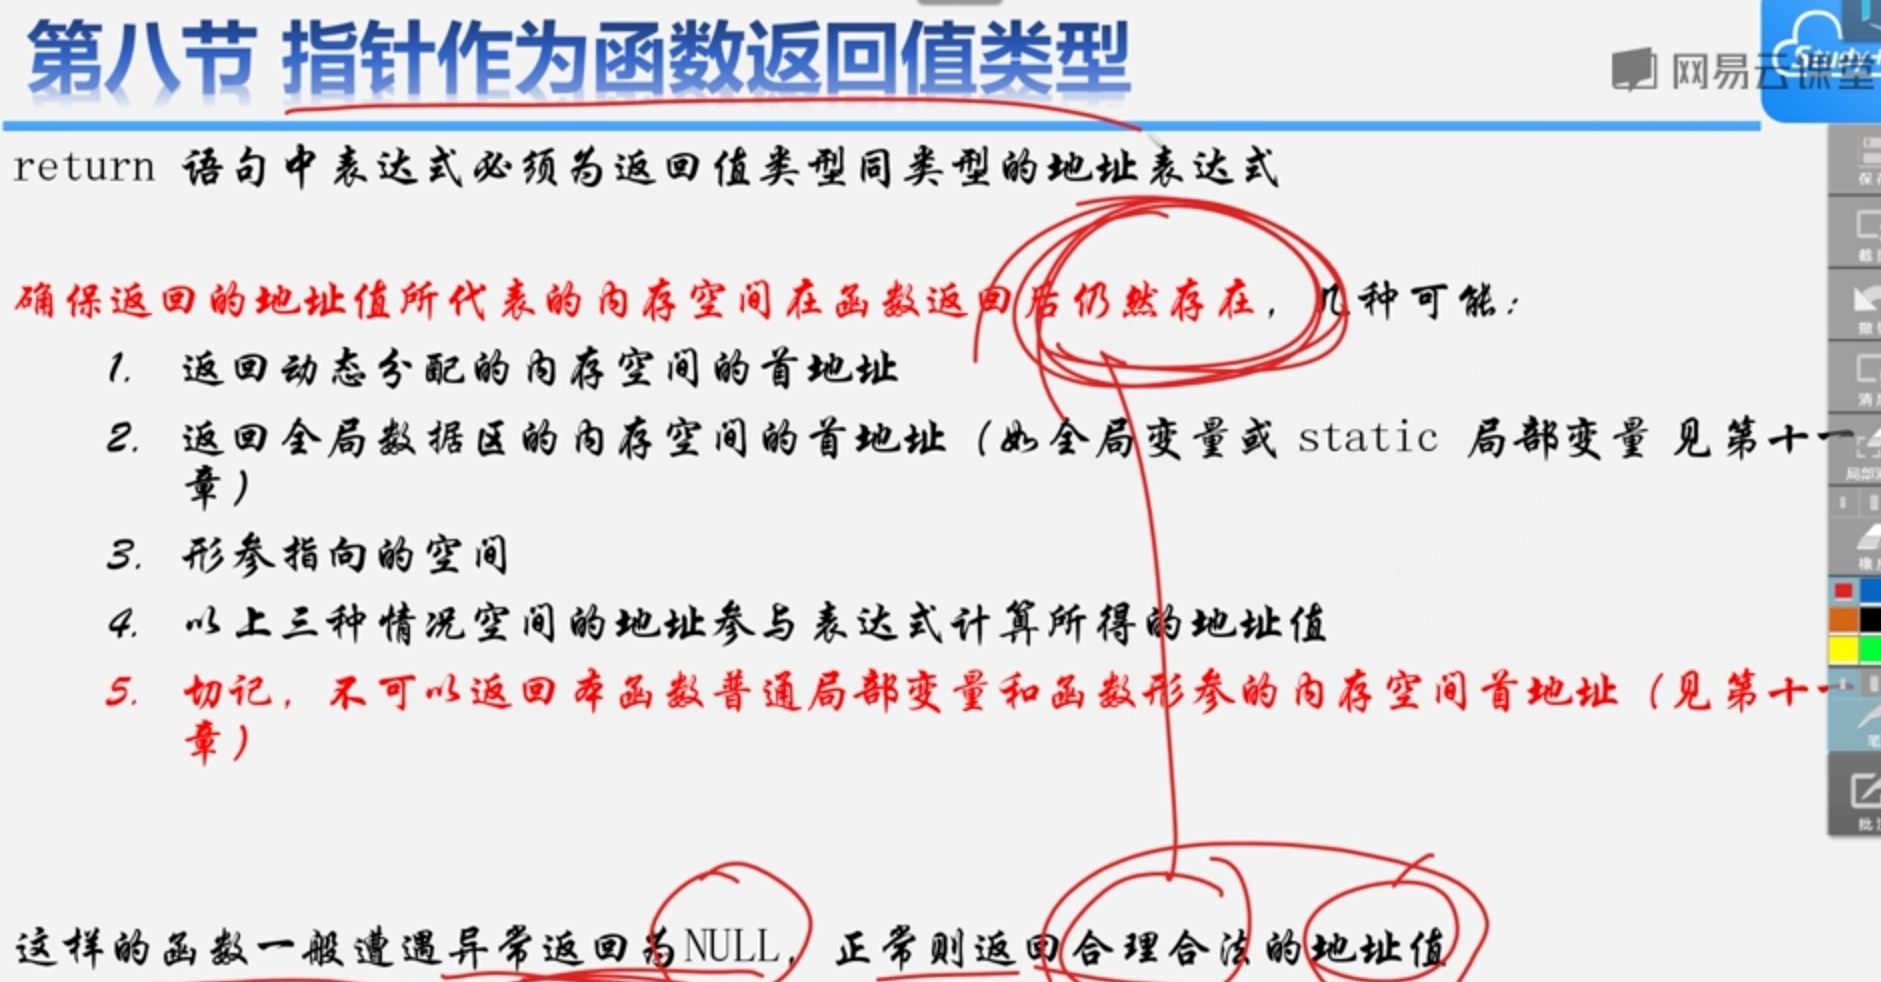 第八节 指针作为函数返回值类型
网易云课堂
return 语句中表达式必须为返回值类型同类型的地址表达式
确保返回的地址值所代表的内存空间在函数返回后仍然存在，几种可能：
1. 返回动态分配的内存空间的首地址
2. 返回全局数据区的内存空间的首地址（如全局变量或 static 局部变量 见第十一
章）
3. 形参指向的空间
4. 以上三种情况空间的地址参与表达式计算所得的地址值
5. 切记，不可以返回本函数普通局部变量和函数形参的内存空间首地址（见第十一
章）
这样的函数一般遭遇异常返回为NULL，正常则返回合理合法的地址值